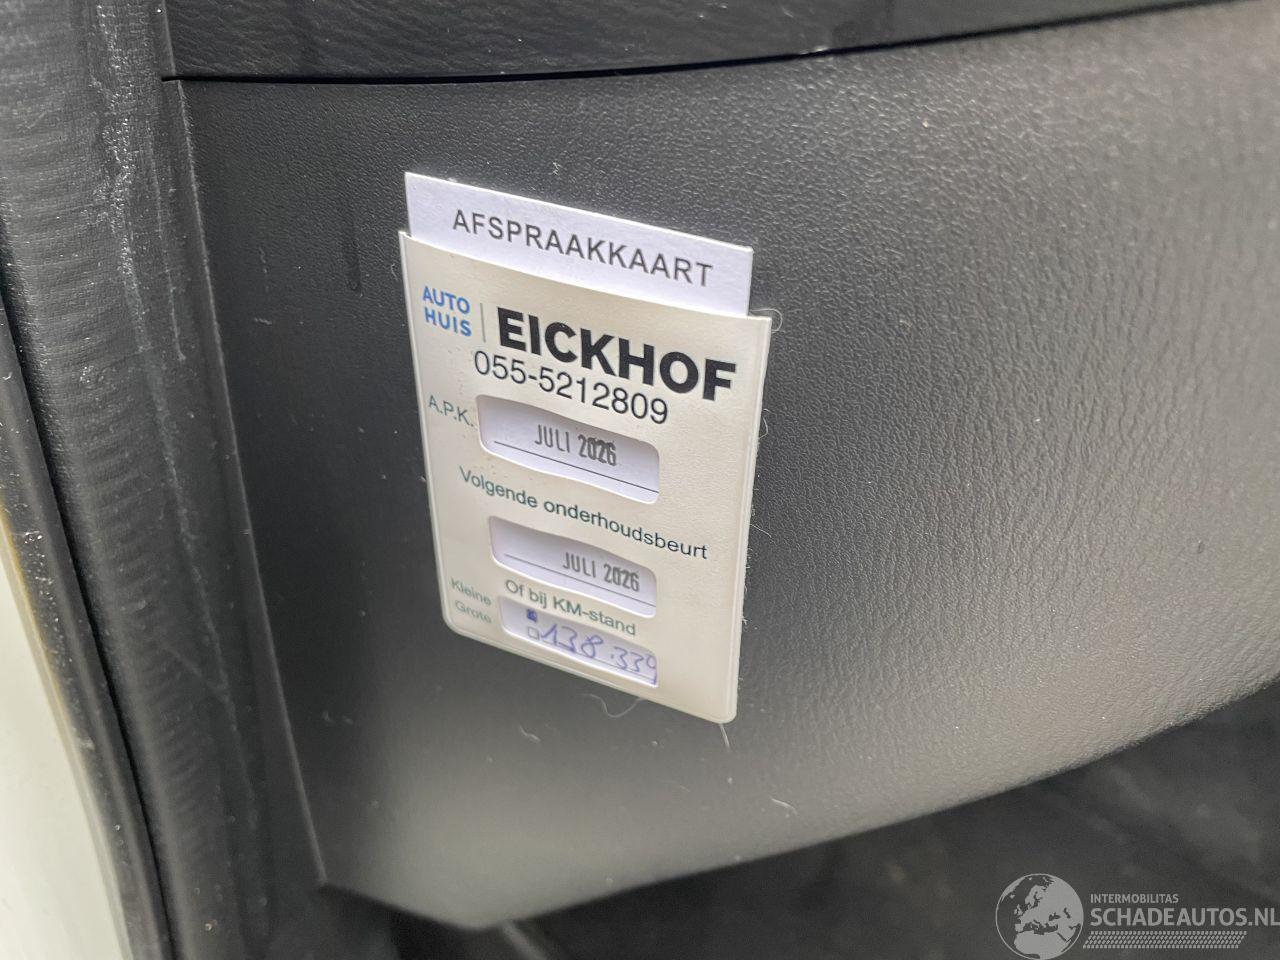 AFSPRAAKKAART
AUTO
HUIS
EICKHOF
055-5212809
A.P.K.
JULI 2026
Volgende onderhoudsbeurt
JULI 2026
Of bij KM-stand
Kleine
Grote
138.339
INTERMOBILITAS
SCHADEAUTOS.NL